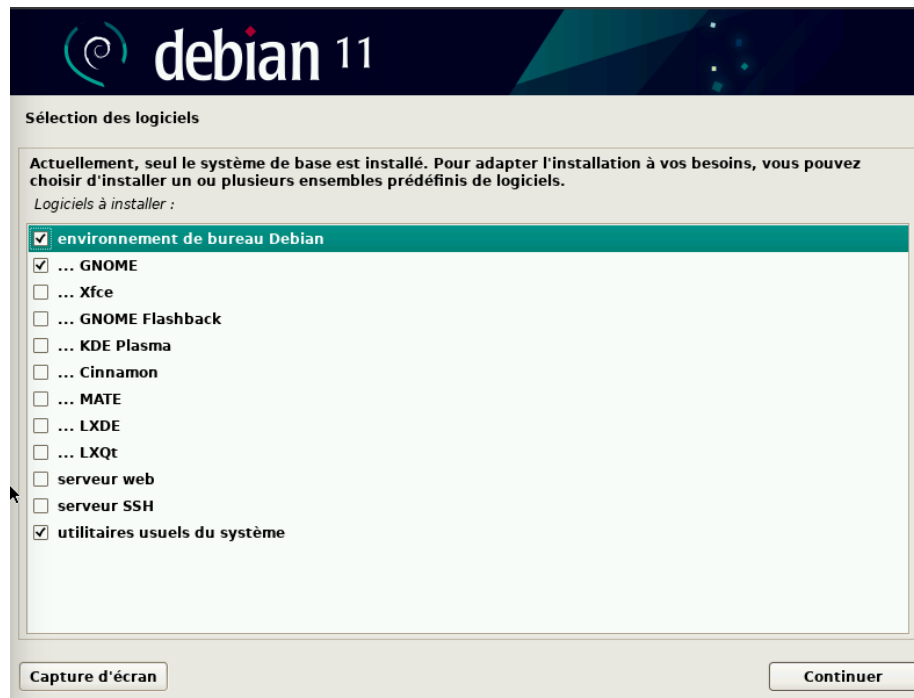 debian 11
Sélection des logiciels
Actuellement, seul le système de base est installé. Pour adapter l'installation à vos besoins, vous pouvez
choisir d'installer un ou plusieurs ensembles prédéfinis de logiciels.
Logiciels à installer :
environnement de bureau Debian
... GNOME
... Xfce
... GNOME Flashback
... KDE Plasma
... Cinnamon
... MATE
... LXDE
... LXQt
serveur web
serveur SSH
utilitaires usuels du système
Capture d'écran
Continuer